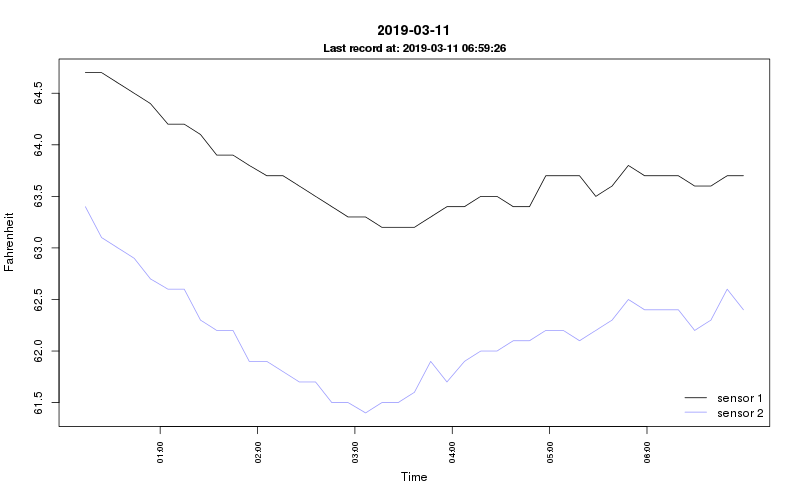 2019-03-11
Last record at: 2019-03-11 06:59:26
Fahrenheit
64.5
64.0
63.5
63.0
62.5
62.0
61.5
sensor 1
sensor 2
01:00
02:00
03:00
04:00
05:00
06:00
Time